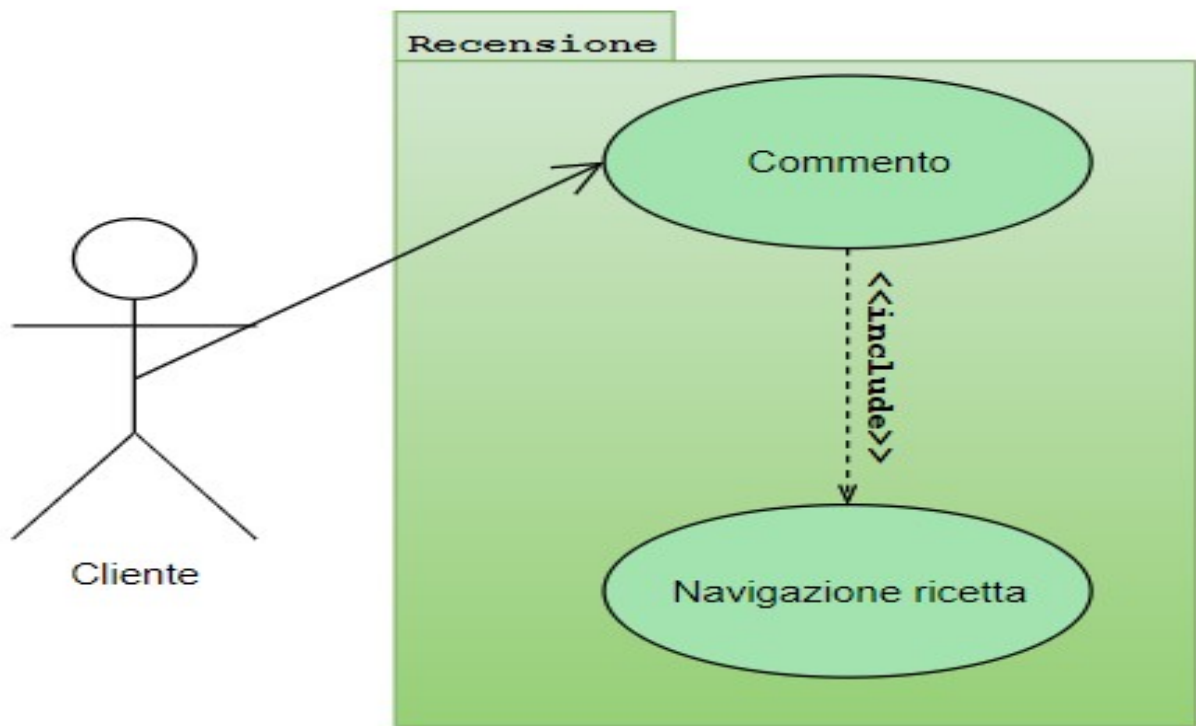 Recensione
Commento
<<include>>
Navigazione ricetta
Cliente